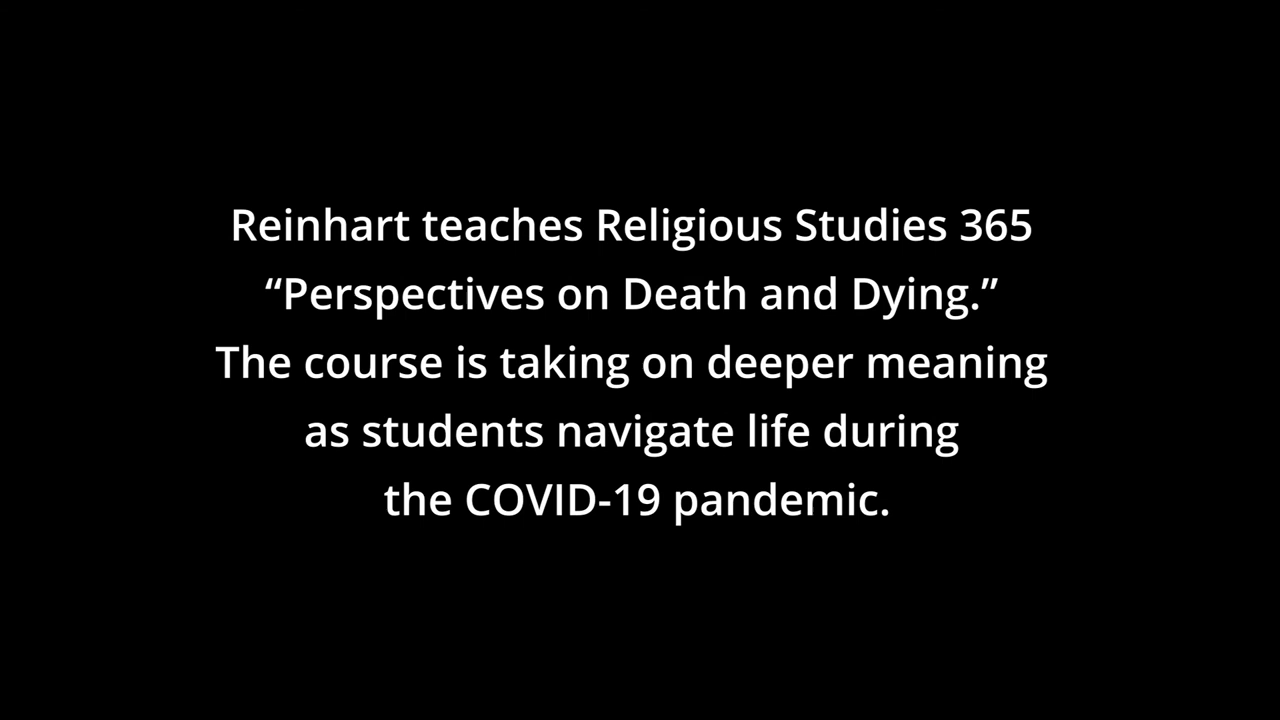 Reinhart teaches Religious Studies 365
“Perspectives on Death and Dying.”
The course is taking on deeper meaning
as students navigate life during
the COVID-19 pandemic.